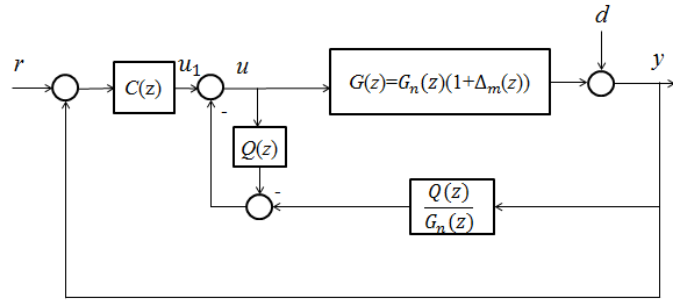 d
r
u₁
u
y
C(z)
G(z)=Gₙ(z)(1+Δₘ(z))
-
Q(z)
-
Q(z)
Gₙ(z)